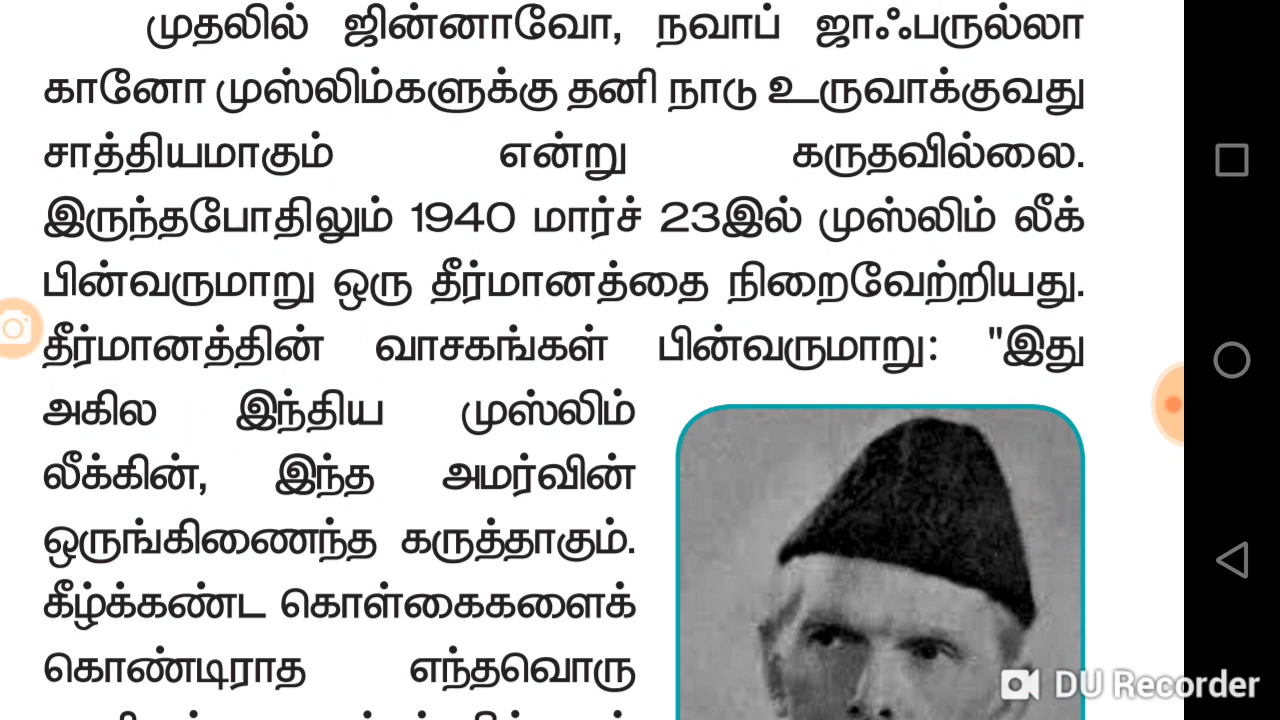 முதலில் ஜின்னாவோ, நவாப் ஜாஃபருல்லா
கானோ முஸ்லிம்களுக்கு தனி நாடு உருவாக்குவது
சாத்தியமாகும் என்று கருதவில்லை.
இருந்தபோதிலும் 1940 மார்ச் 23இல் முஸ்லிம் லீக்
பின்வருமாறு ஒரு தீர்மானத்தை நிறைவேற்றியது.
தீர்மானத்தின் வாசகங்கள் பின்வருமாறு: "இது
அகில இந்திய முஸ்லிம்
லீக்கின், இந்த அமர்வின்
ஒருங்கிணைந்த கருத்தாகும்.
கீழ்க்கண்ட கொள்கைகளைக்
கொண்டிராத எந்தவொரு
DU Recorder